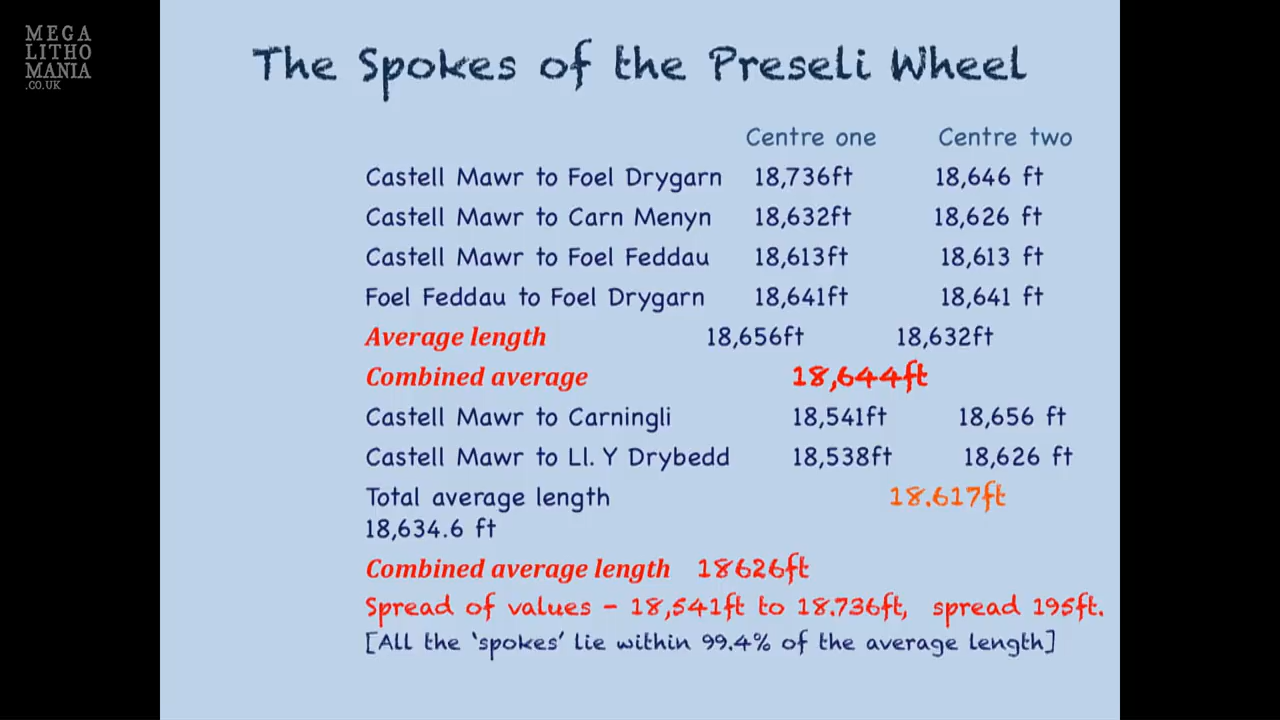 MEGA
LITHO
MANIA
.CO.UK
The Spokes of the Preseli Wheel
Centre one Centre two
Castell Mawr to Foel Drygarn 18,736ft 18,646 ft
Castell Mawr to Carn Menyn 18,632ft 18,626 ft
Castell Mawr to Foel Feddau 18,613ft 18,613 ft
Foel Feddau to Foel Drygarn 18,641ft 18,641 ft
Average length 18,656ft 18,632ft
Combined average 18,644ft
Castell Mawr to Carningli 18,541ft 18,656 ft
Castell Mawr to Ll. Y Drybedd 18,538ft 18,626 ft
Total average length 18.617ft
18,634.6 ft
Combined average length 18626ft
Spread of values - 18,541ft to 18.736ft, spread 195ft.
[All the 'spokes' lie within 99.4% of the average length]